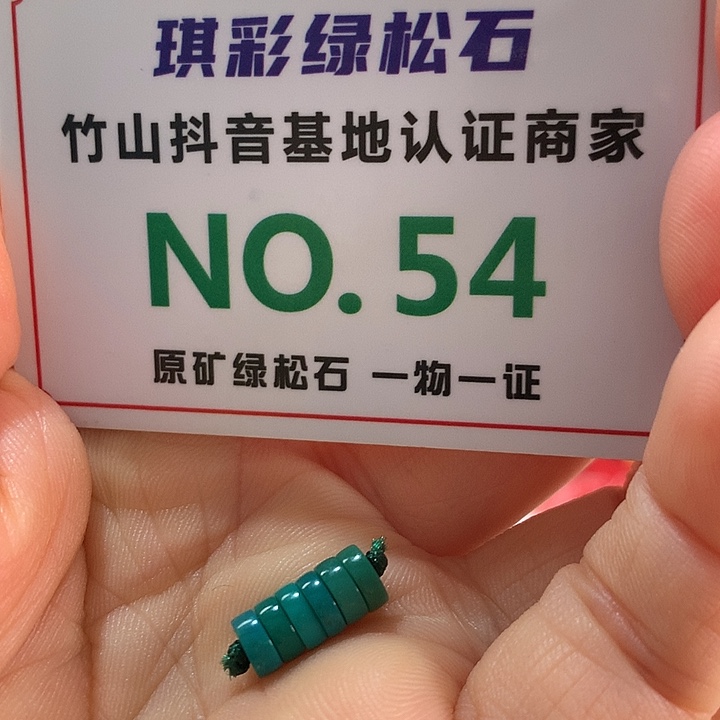 琪彩绿松石
竹山抖音基地认证商家
NO.54
原矿绿松石 一物一证